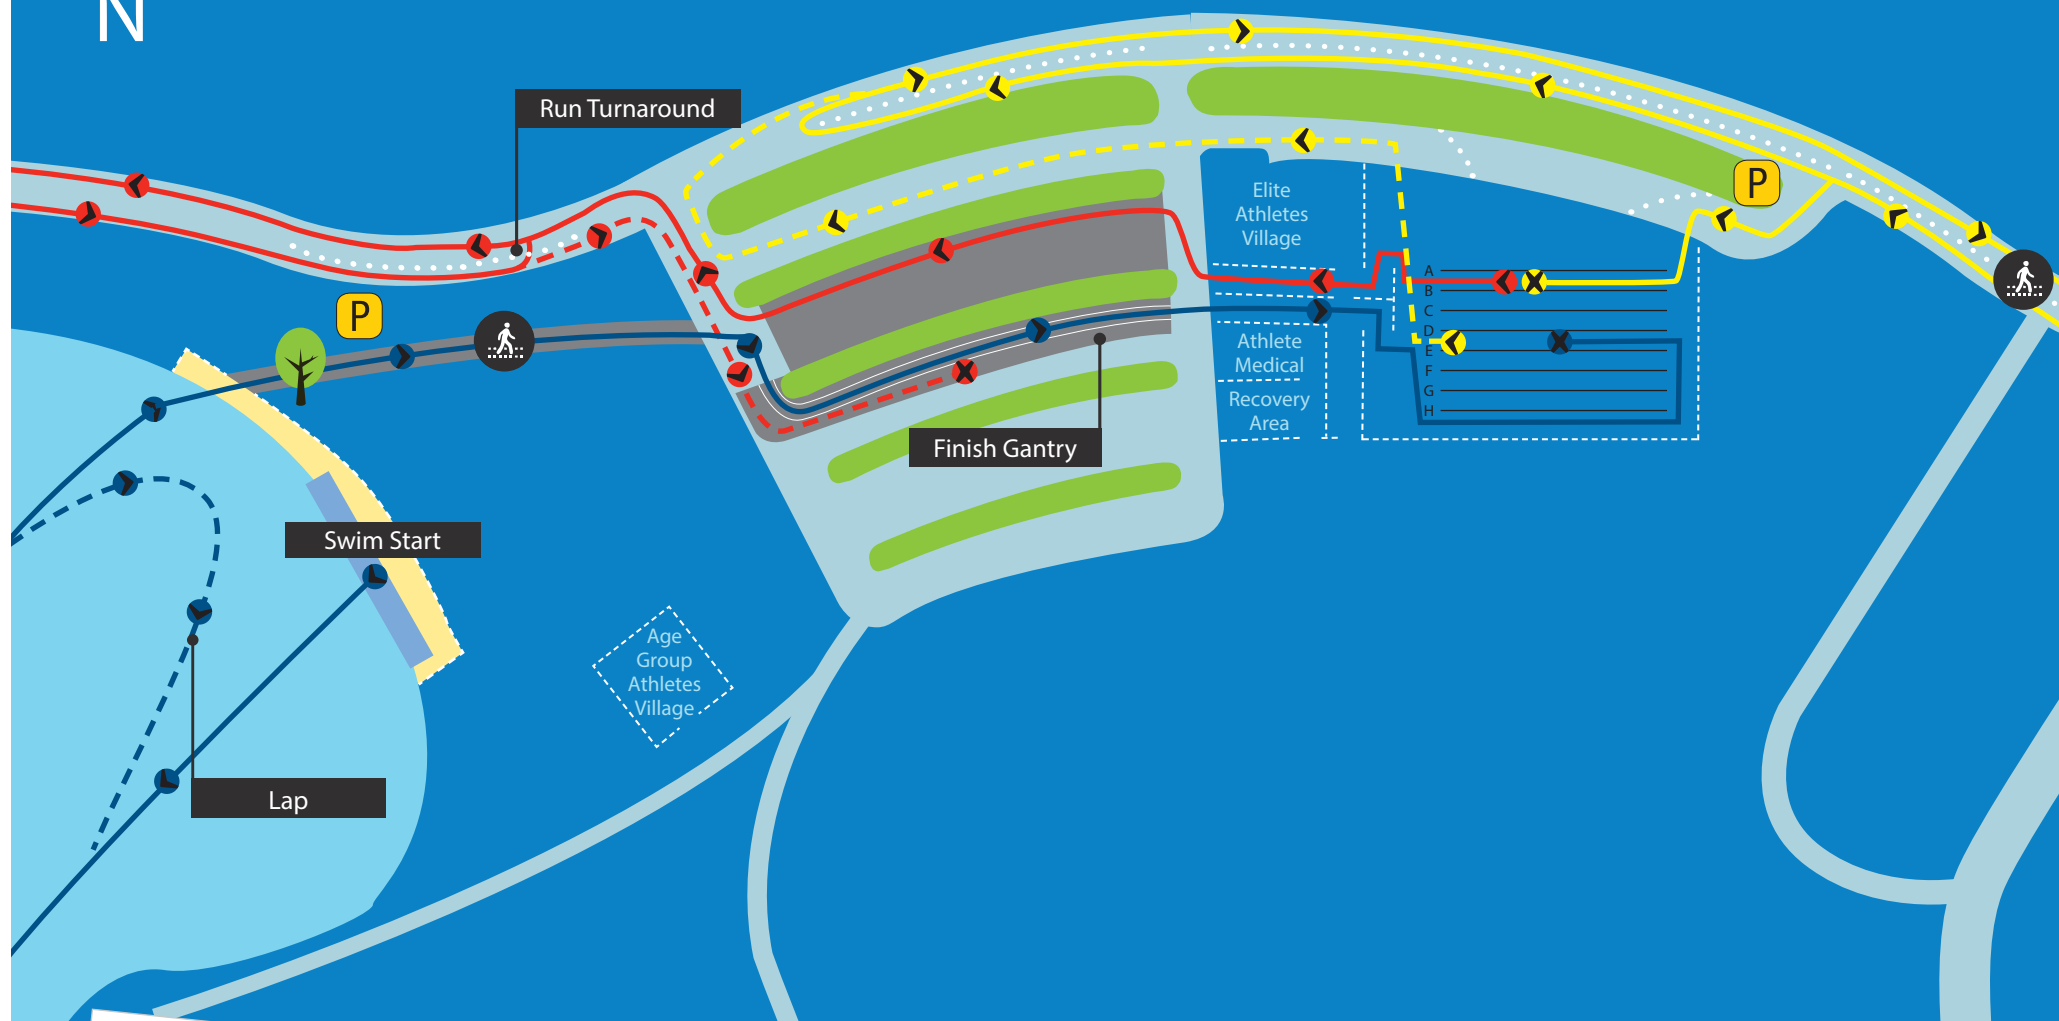 N
Run Turnaround
P
Elite
Athletes
Village
A
B
C
D
E
F
G
H
P
Athlete
Medical
Recovery
Area
Finish Gantry
Swim Start
Age
Group
Athletes
Village
Lap